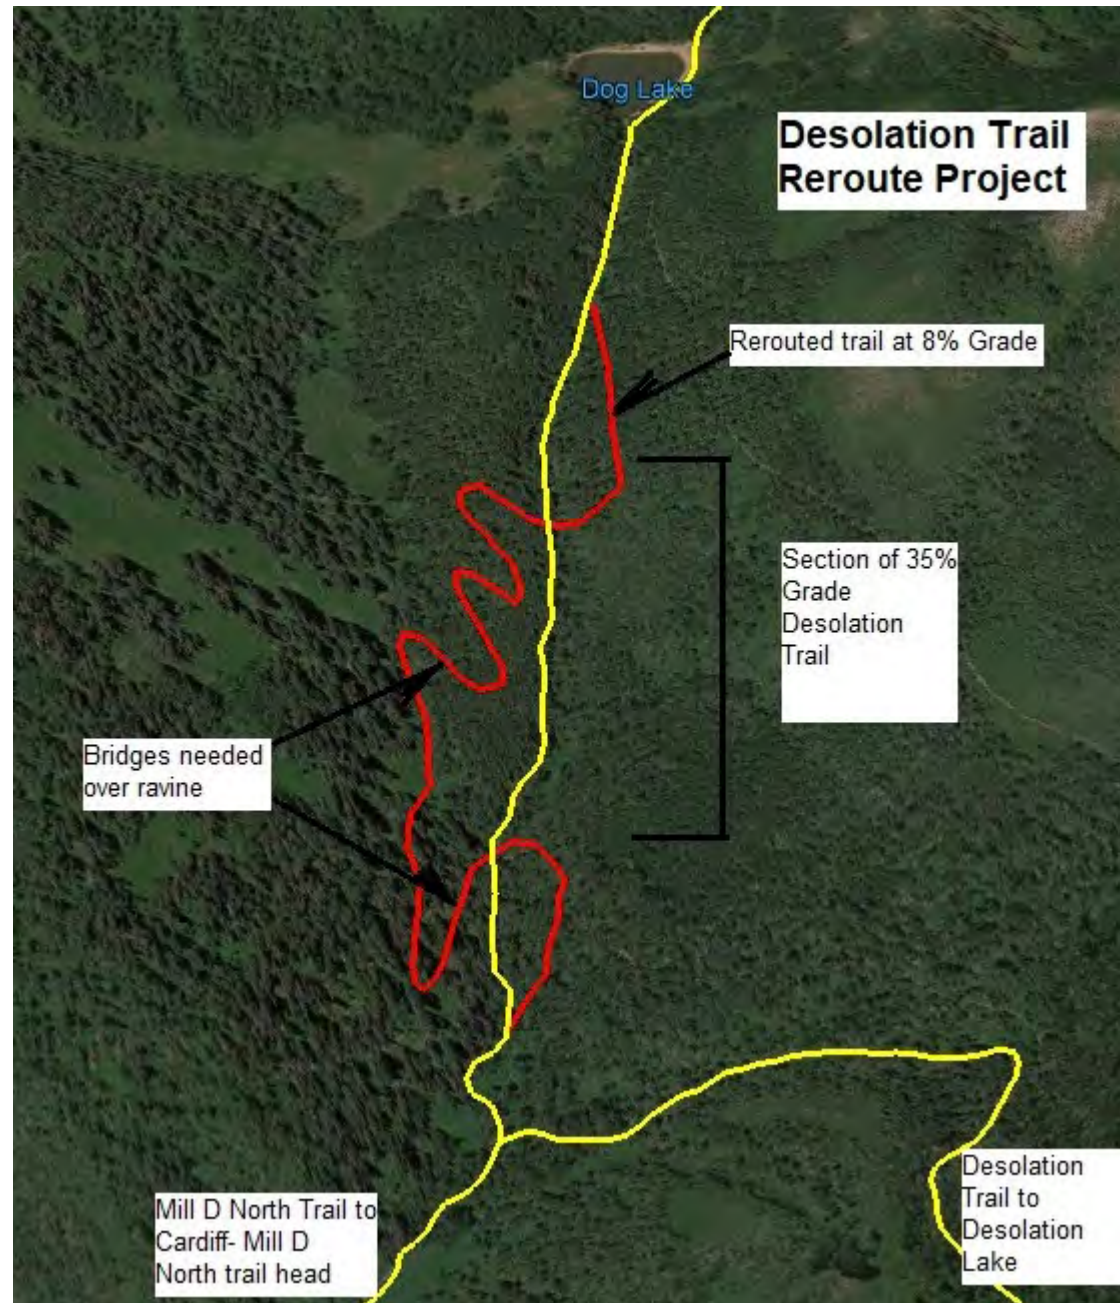 Dog Lake
Desolation Trail
Reroute Project
Rerouted trail at 8% Grade
Section of 35%
Grade
Desolation
Trail
Bridges needed
over ravine
Mill D North Trail to
Cardiff- Mill D
North trail head
Desolation
Trail to
Desolation
Lake